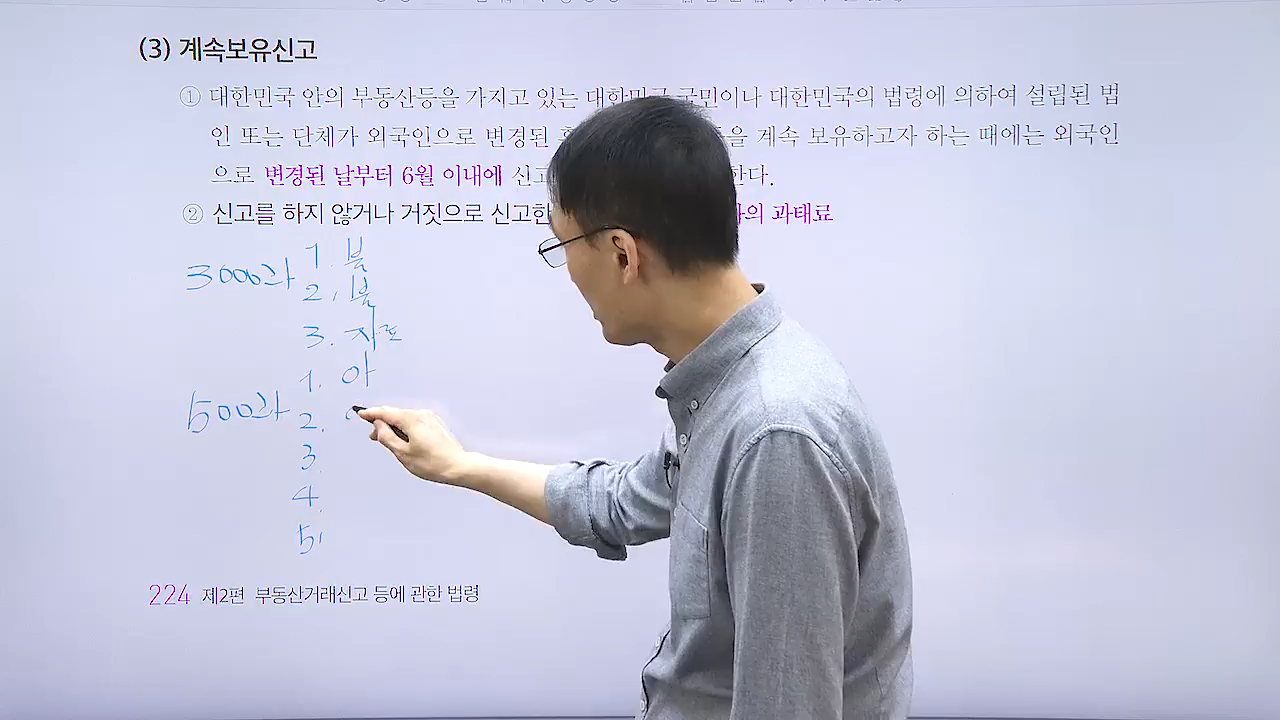 (3) 계속보유신고
① 대한민국 안의 부동산등을 가지고 있는 대한민국 국민이나 대한민국의 법령에 의하여 설립된 법
인 또는 단체가 외국인으로 변경된 계속 보유하고자 하는 때에는 외국인
으로 변경된 날부터 6월 이내에
② 신고를 하지 않거나 거짓으로 신고한 과태료
3000과 1. 불
2. 불
3. 지포
1. 아
500과 2.
3.
4.
5.
224 제2편 부동산거래신고 등에 관한 법령